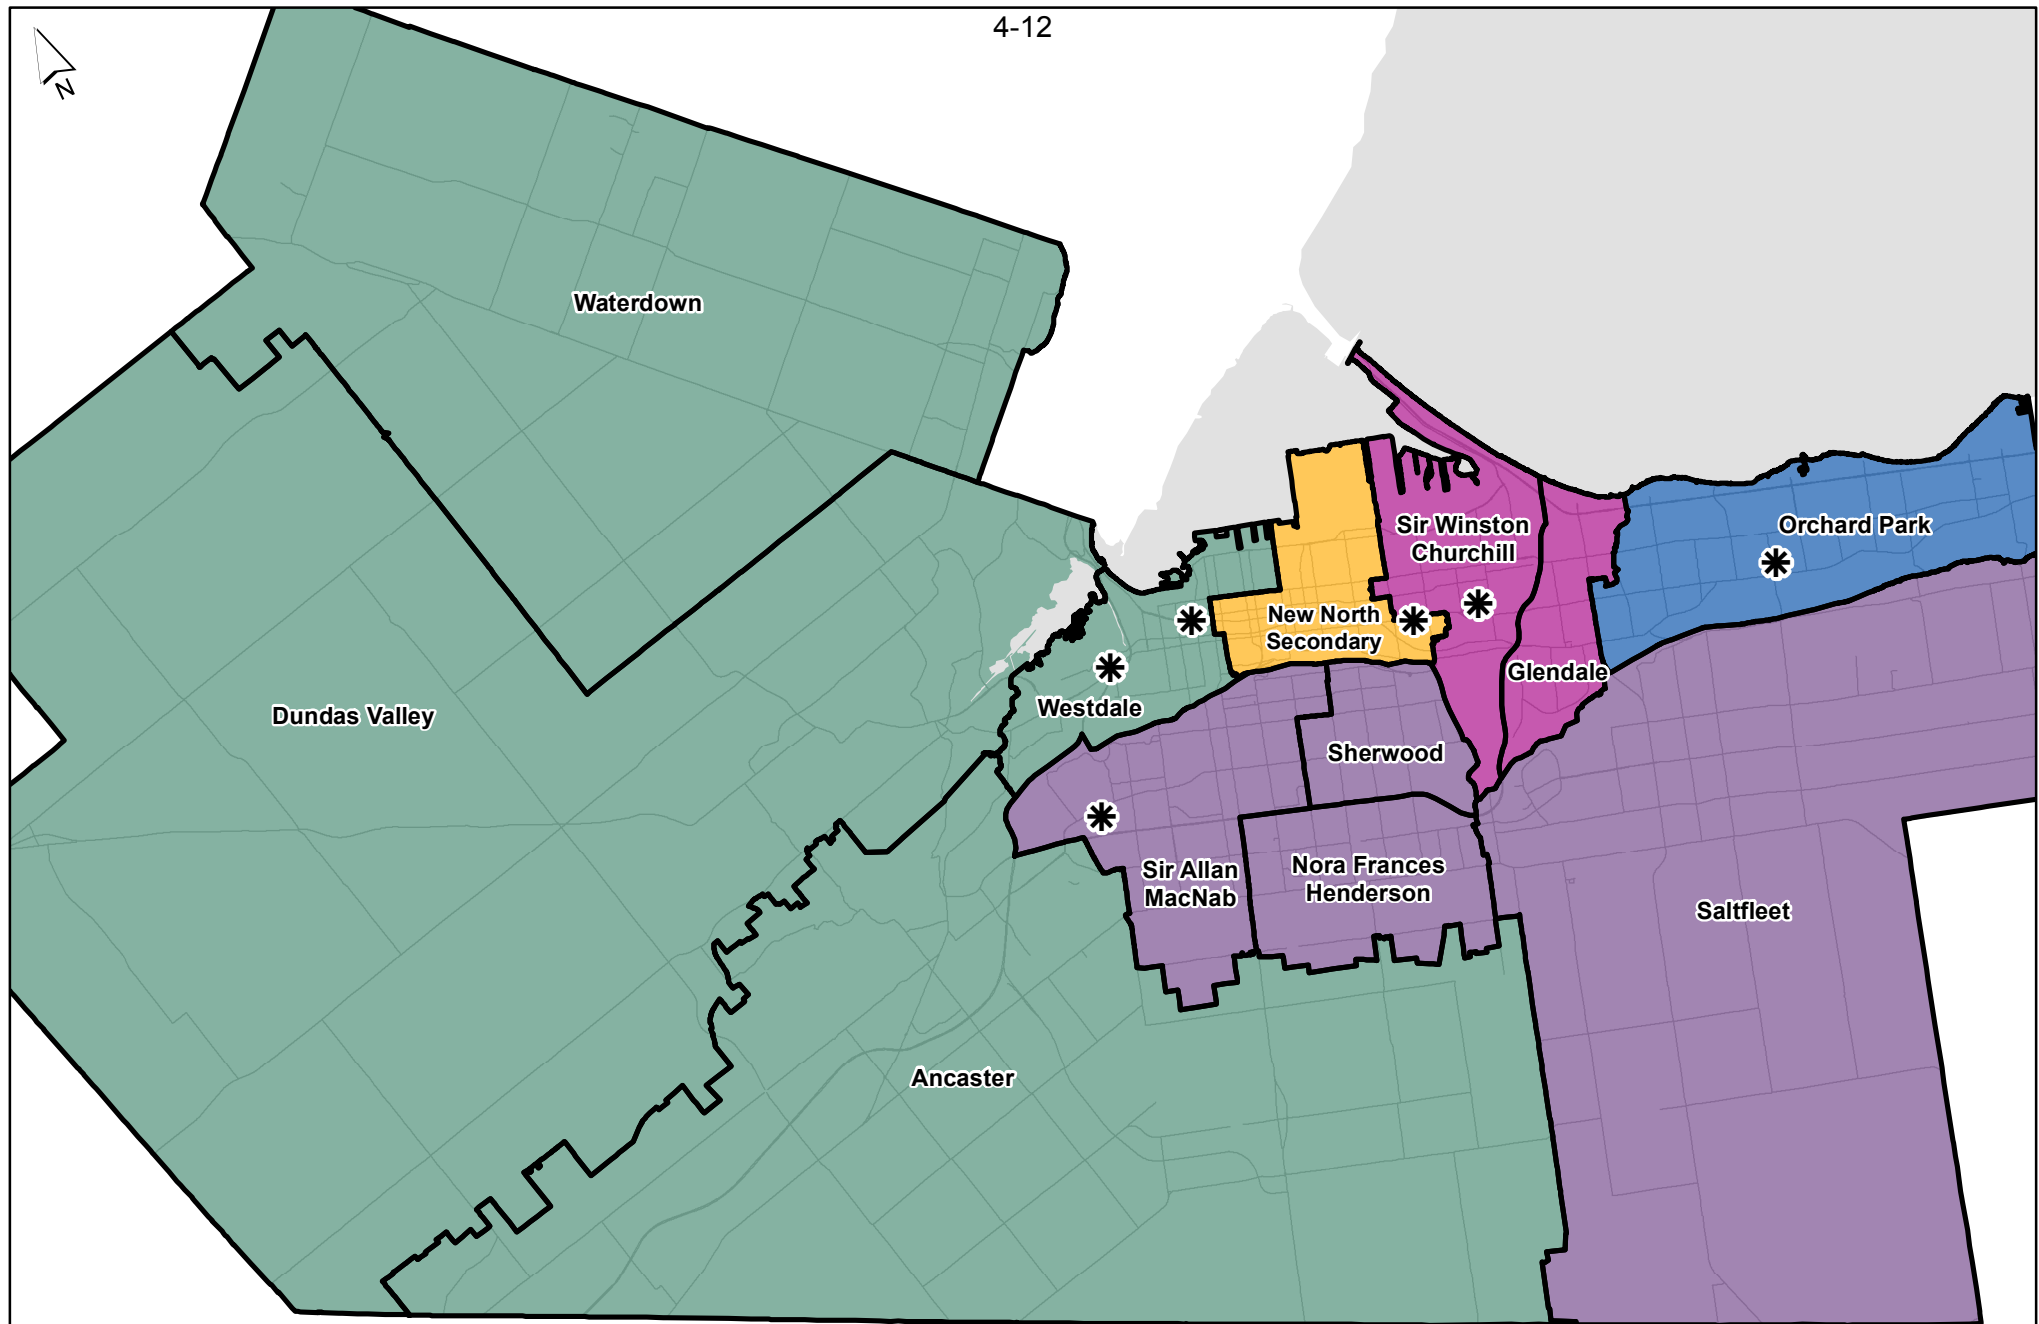 4-12
N
Waterdown
Sir Winston
Churchill
Orchard Park
New North
Secondary
Glendale
Westdale
Dundas Valley
Sherwood
Sir Allan
MacNab
Nora Frances
Henderson
Saltfleet
Ancaster